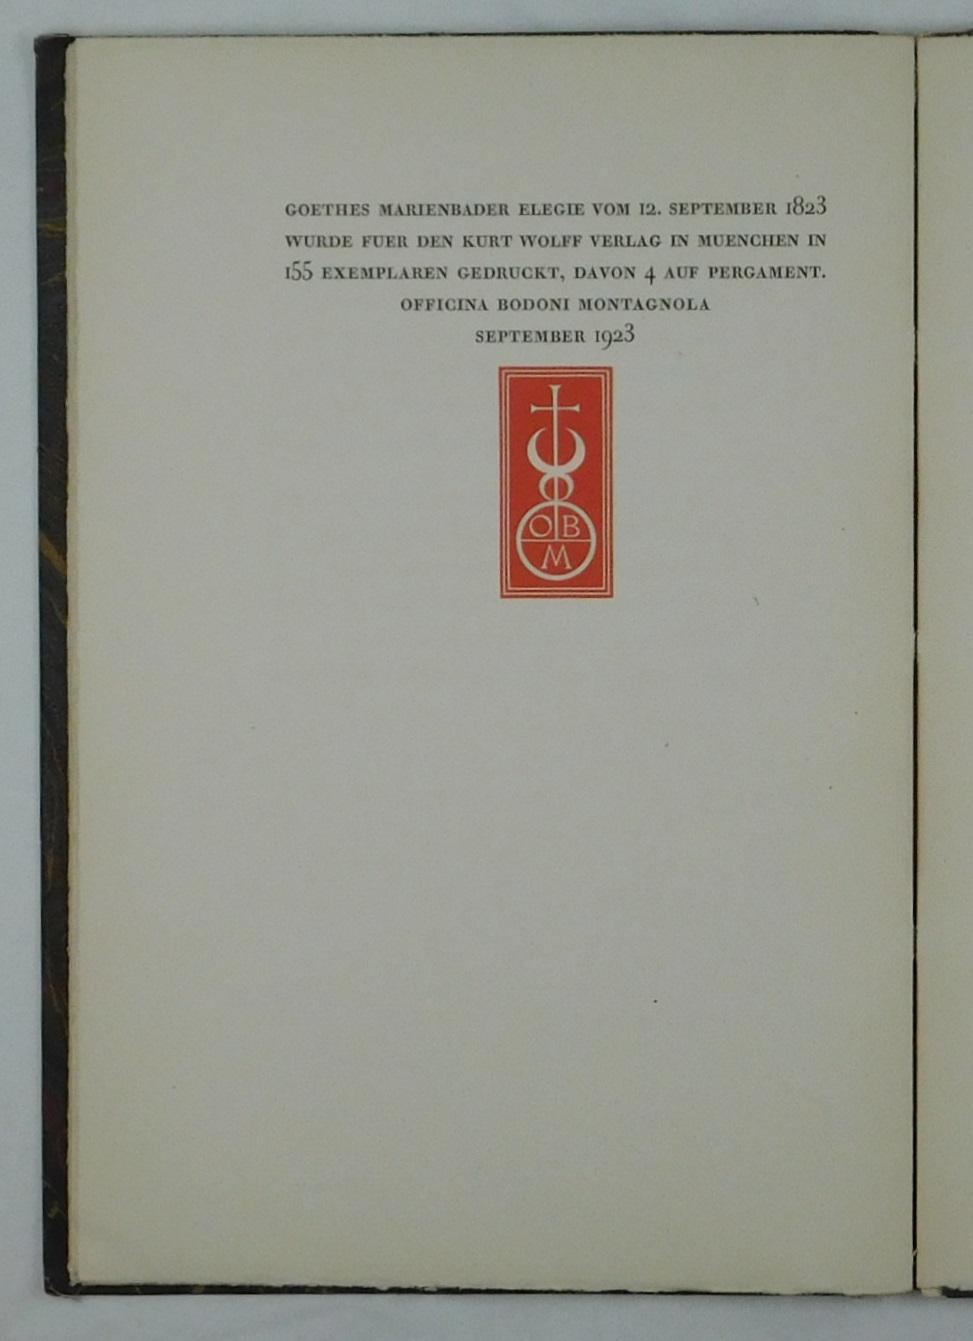 GOETHES MARIENBADER ELEGIE VOM 12. SEPTEMBER 1823
WURDE FUER DEN KURT WOLFF VERLAG IN MUENCHEN IN
155 EXEMPLAREN GEDRUCKT, DAVON 4 AUF PERGAMENT.
OFFICINA BODONI MONTAGNOLA
SEPTEMBER 1923
O B
M